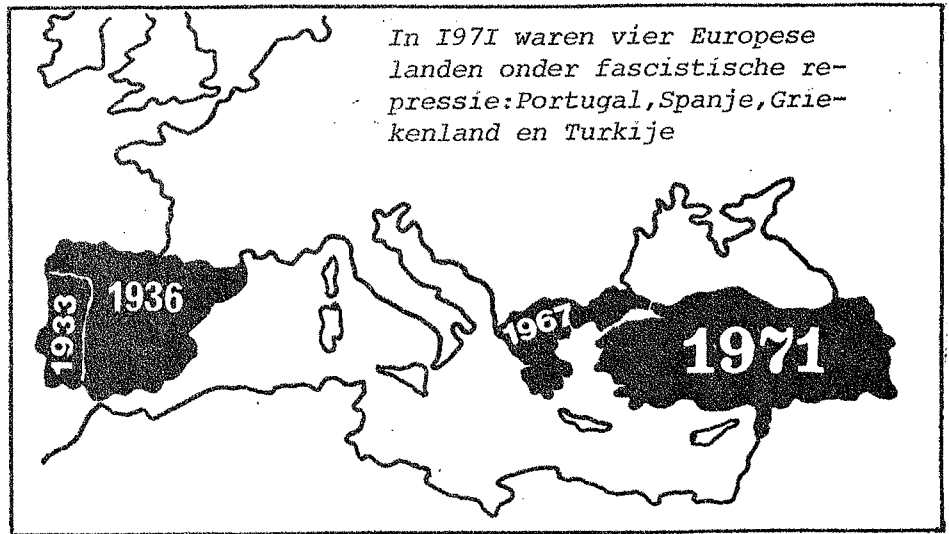 In I97I waren vier Europese
landen onder fascistische re-
pressie:Portugal,Spanje,Grie-
kenland en Turkije
1936
1933
1967
1971